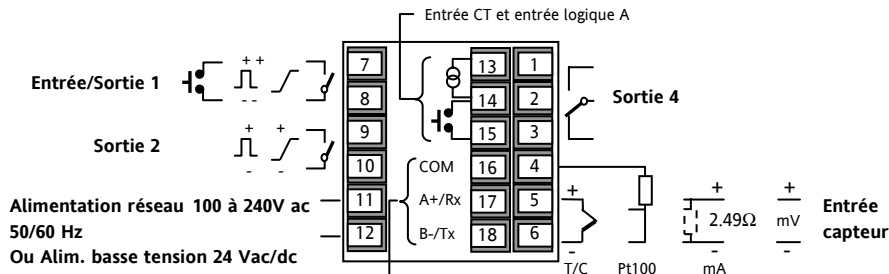 Entrée CT et entrée logique A
Entrée/Sortie 1
+ +
- -
7
8
13
14
15
1
2
3
Sortie 4
Sortie 2
+ +
- -
9
10
COM
16
4
Alimentation réseau 100 à 240V ac
50/60 Hz
Ou Alim. basse tension 24 Vac/dc
11
12
A+/Rx
B-/Tx
17
18
5
6
+
-
T/C
Pt100
+
2.49Ω
-
mA
+
mV
-
Entrée
capteur